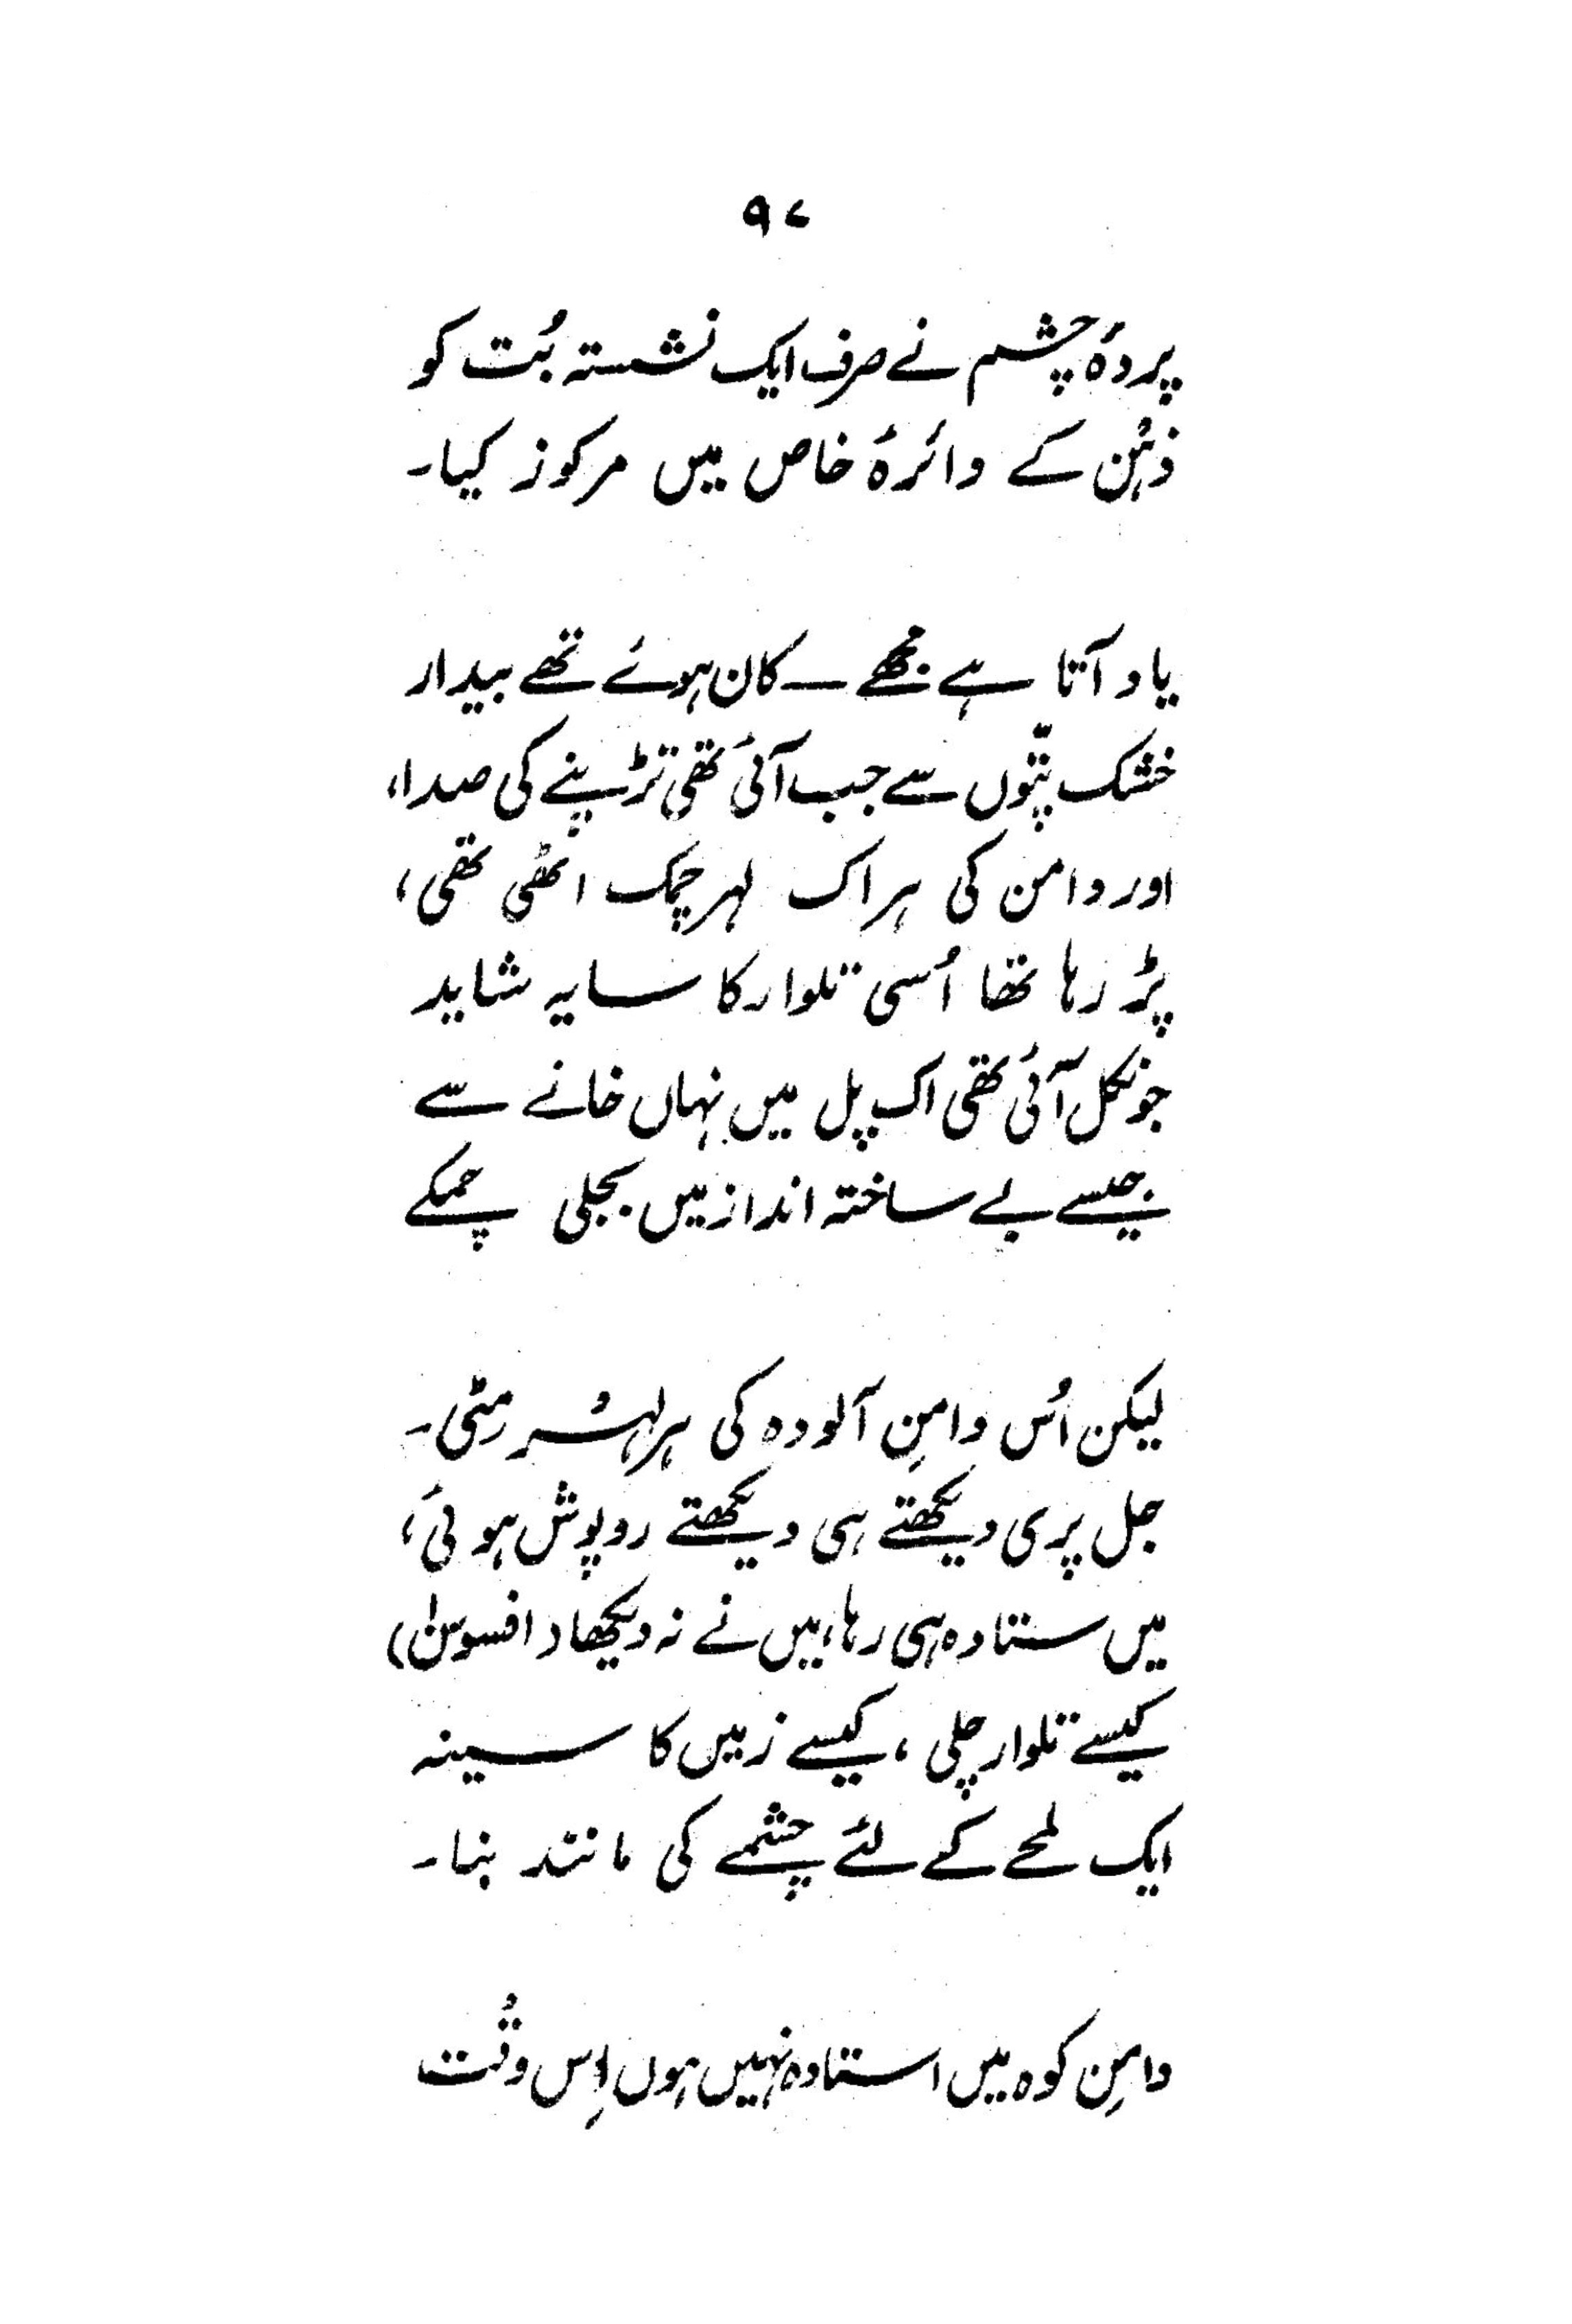 ۹۷
پردۂ چشم نے صرف ایک نشستہ بُت کو
ذہن کے دائرۂ خاص میں مرکوز کیا۔
یاد آتا ہے مجھے ــ کان ہوئے تھے بیدار
خشک پتّوں سے جب آئی تھی تڑپنے کی صدا،
اور دامن کی ہر اک لہر چمک اٹھی تھی،
پڑ رہا تھا اُسی تلوار کا سایہ شاید
جو نکل آئی تھی اک پل میں نہاں خانے سے
جیسے بے ساختہ انداز میں بجلی چمکے
لیکن اُس دامنِ آلودہ کی ہر لہر مٹی۔
جل پری دیکھتے ہی دیکھتے روپوش ہوئی،
میں ستادہ ہی رہا، میں نے نہ دیکھا (افسوس!)
کیسے تلوار چلی، کیسے زمیں کا سینہ
ایک لمحے کے لئے چشمے کی مانند بنا۔
دامنِ کوہ میں استادہ نہیں ہوں اِس وقت